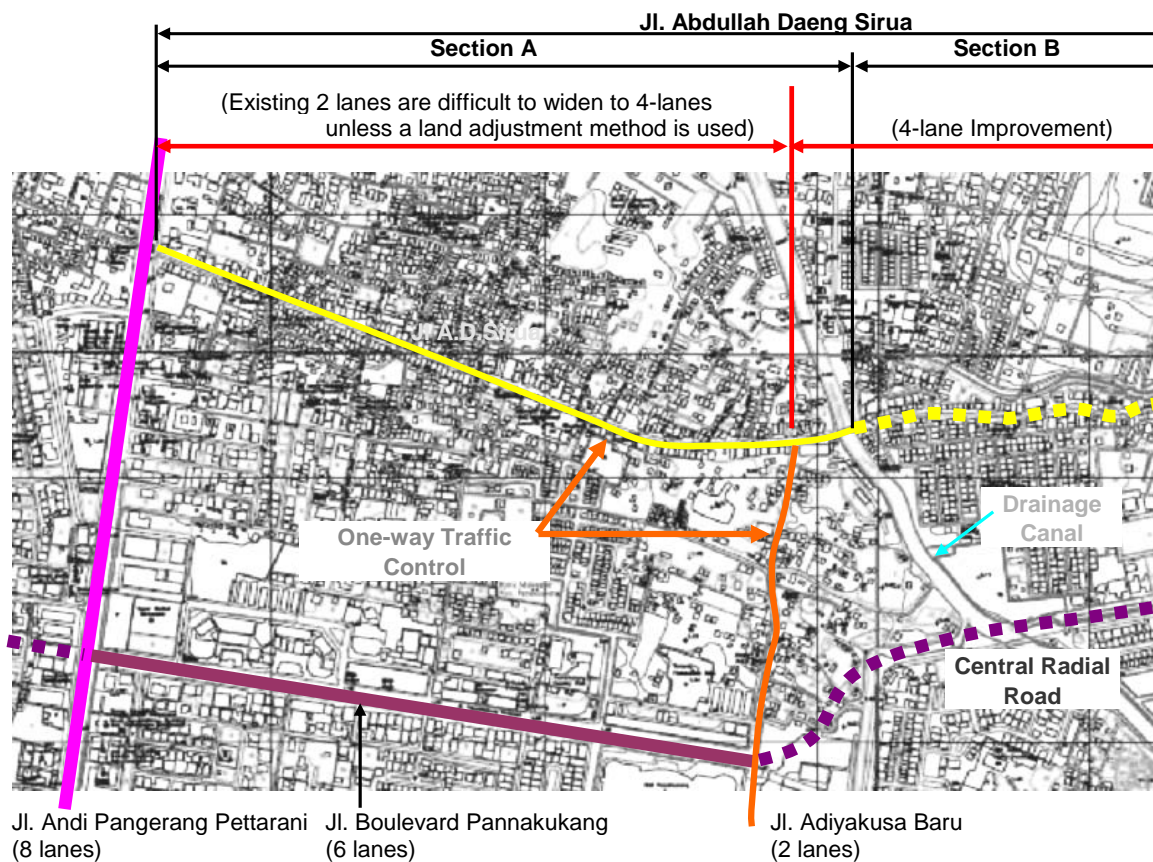 Jl. Abdullah Daeng Sirua
Section A
Section B
(Existing 2 lanes are difficult to widen to 4-lanes
unless a land adjustment method is used)
(4-lane Improvement)
One-way Traffic
Control
Drainage
Canal
Central Radial
Road
Jl. Andi Pangerang Pettarani
(8 lanes)
Jl. Boulevard Pannakukang
(6 lanes)
Jl. Adiyakusa Baru
(2 lanes)